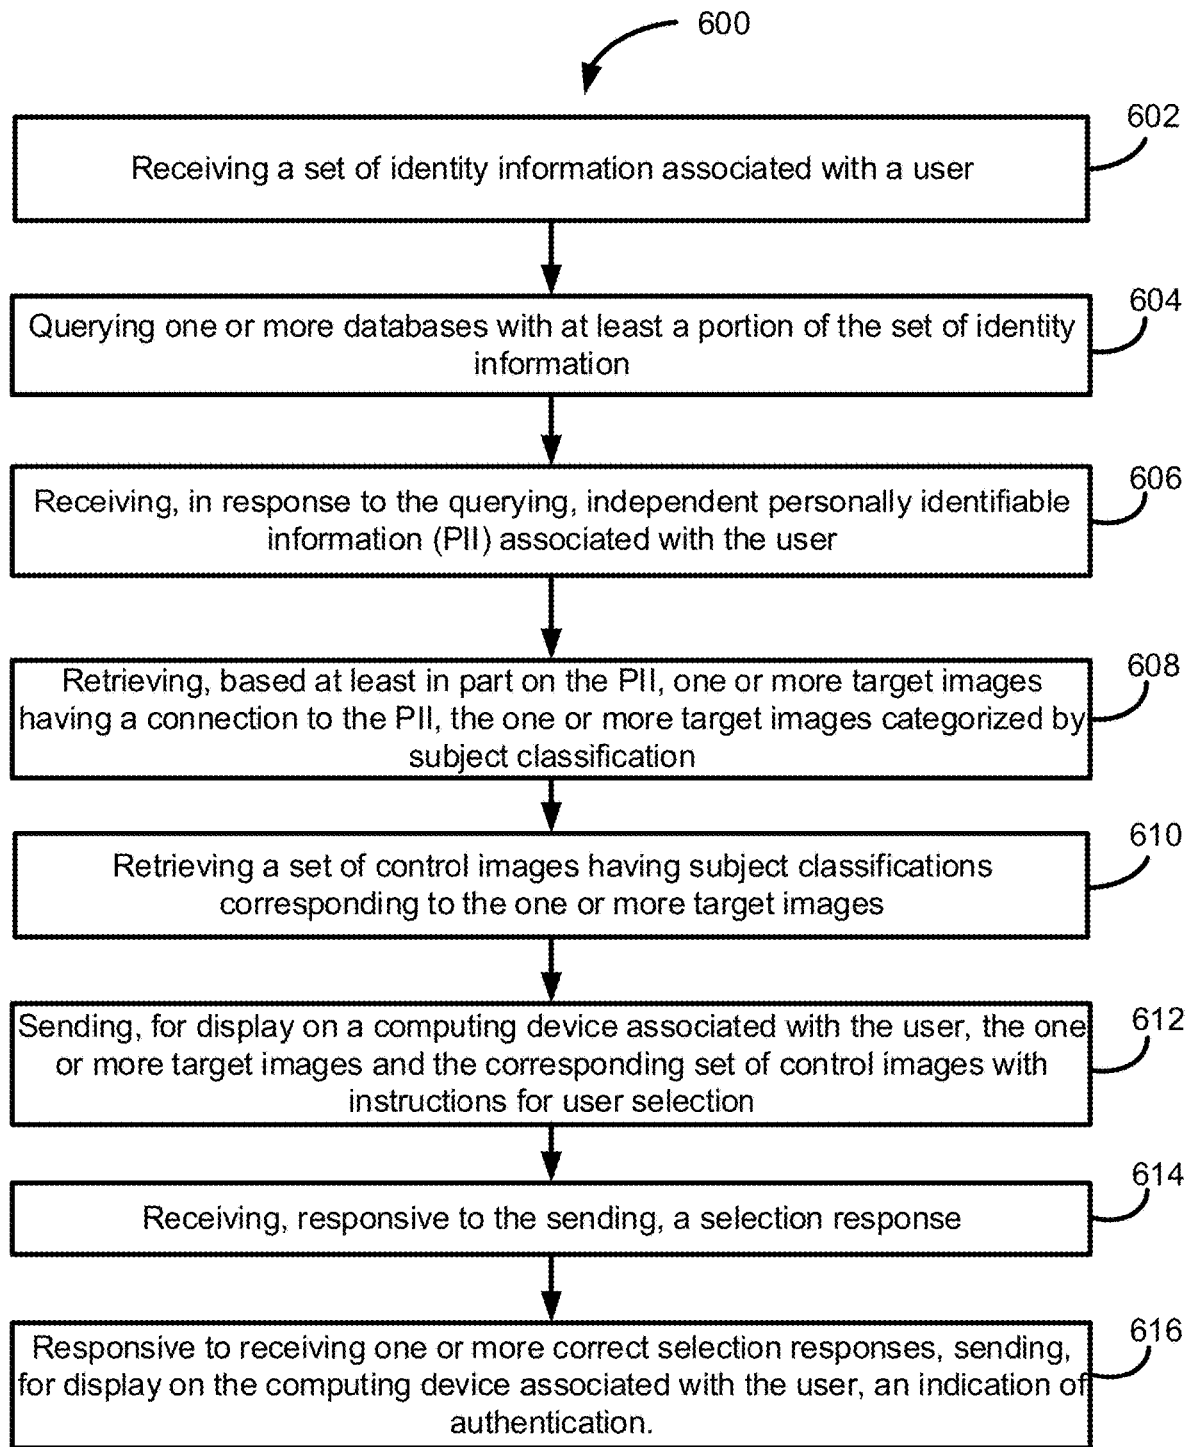 600
602
Receiving a set of identity information associated with a user
604
Querying one or more databases with at least a portion of the set of identity
information
606
Receiving, in response to the querying, independent personally identifiable
information (PII) associated with the user
608
Retrieving, based at least in part on the PII, one or more target images
having a connection to the PII, the one or more target images categorized by
subject classification
610
Retrieving a set of control images having subject classifications
corresponding to the one or more target images
612
Sending, for display on a computing device associated with the user, the one
or more target images and the corresponding set of control images with
instructions for user selection
614
Receiving, responsive to the sending, a selection response
616
Responsive to receiving one or more correct selection responses, sending,
for display on the computing device associated with the user, an indication of
authentication.